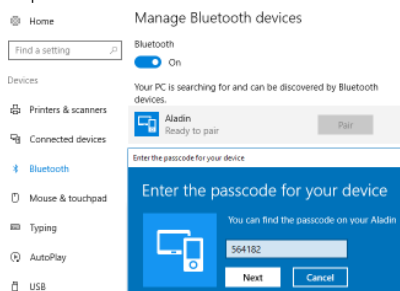 Home
Find a setting
Devices
Printers & scanners
Connected devices
Bluetooth
Mouse & touchpad
Typing
AutoPlay
USB
Manage Bluetooth devices
Bluetooth
On
Your PC is searching for and can be discovered by Bluetooth
devices.
Aladin
Ready to pair
Pair
Enter the passcode for your device
Enter the passcode for your device
You can find the passcode on your Aladin
564182
Next
Cancel